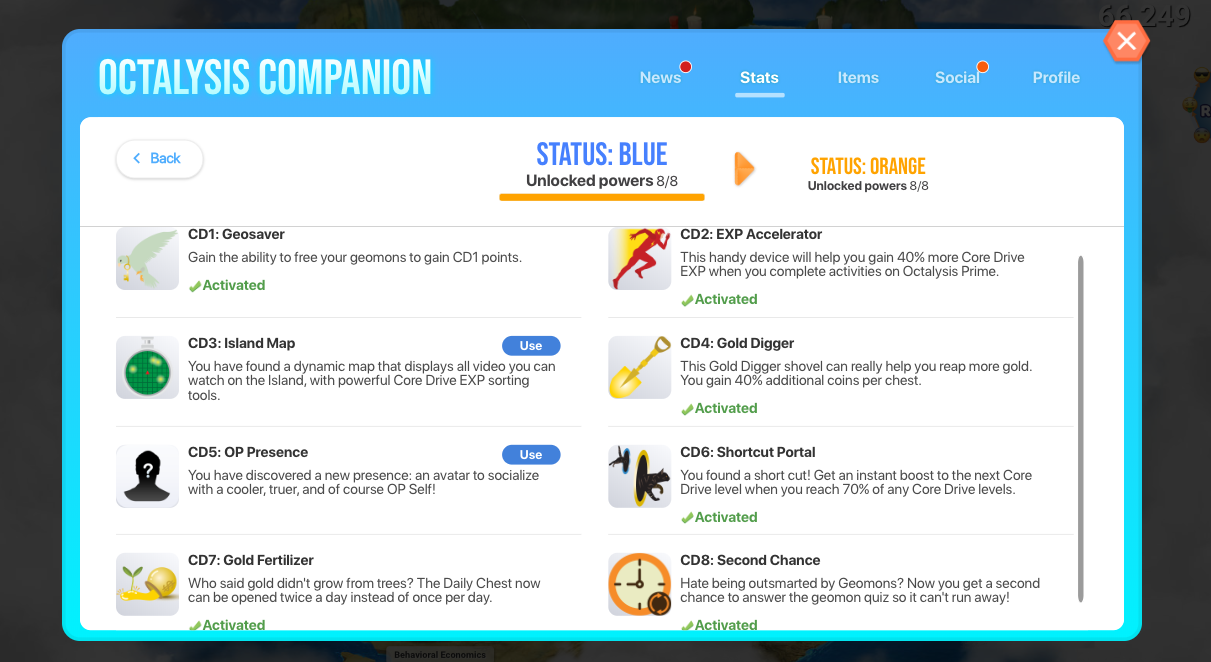 66,249
OCTALYSIS COMPANION
News
Stats
Items
Social
Profile
Back
STATUS: BLUE
Unlocked powers 8/8
STATUS: ORANGE
Unlocked powers 8/8
CD1: Geosaver
Gain the ability to free your geomons to gain CD1 points.
Activated
CD2: EXP Accelerator
This handy device will help you gain 40% more Core Drive
EXP when you complete activities on Octalysis Prime.
Activated
CD3: Island Map
Use
You have found a dynamic map that displays all video you can
watch on the Island, with powerful Core Drive EXP sorting
tools.
CD4: Gold Digger
This Gold Digger shovel can really help you reap more gold.
You gain 40% additional coins per chest.
Activated
CD5: OP Presence
Use
You have discovered a new presence: an avatar to socialize
with a cooler, truer, and of course OP Self!
?
CD6: Shortcut Portal
You found a short cut! Get an instant boost to the next Core
Drive level when you reach 70% of any Core Drive levels.
Activated
CD7: Gold Fertilizer
Who said gold didn't grow from trees? The Daily Chest now
can be opened twice a day instead of once per day.
Activated
CD8: Second Chance
Hate being outsmarted by Geomons? Now you get a second
chance to answer the geomon quiz so it can't run away!
Activated
Behavioral Economics